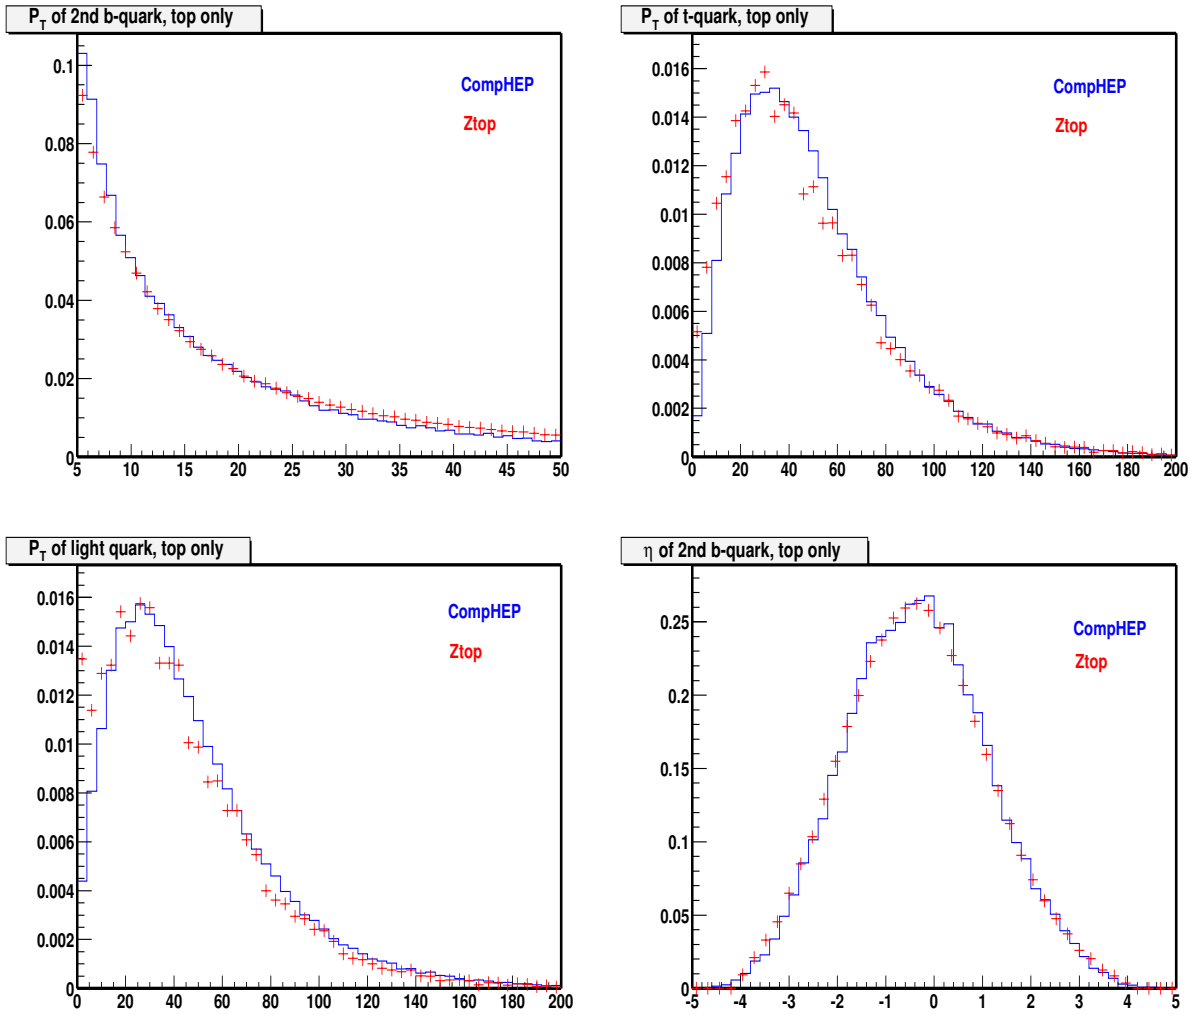 P_T of 2nd b-quark, top only
0.1
0.08
0.06
0.04
0.02
0
5 10 15 20 25 30 35 40 45 50
CompHEP
Ztop
P_T of t-quark, top only
0.016
0.014
0.012
0.01
0.008
0.006
0.004
0.002
0
0 20 40 60 80 100 120 140 160 180 200
CompHEP
Ztop
P_T of light quark, top only
0.016
0.014
0.012
0.01
0.008
0.006
0.004
0.002
0
0 20 40 60 80 100 120 140 160 180 200
CompHEP
Ztop
η of 2nd b-quark, top only
0.25
0.2
0.15
0.1
0.05
0
-5 -4 -3 -2 -1 0 1 2 3 4 5
CompHEP
Ztop